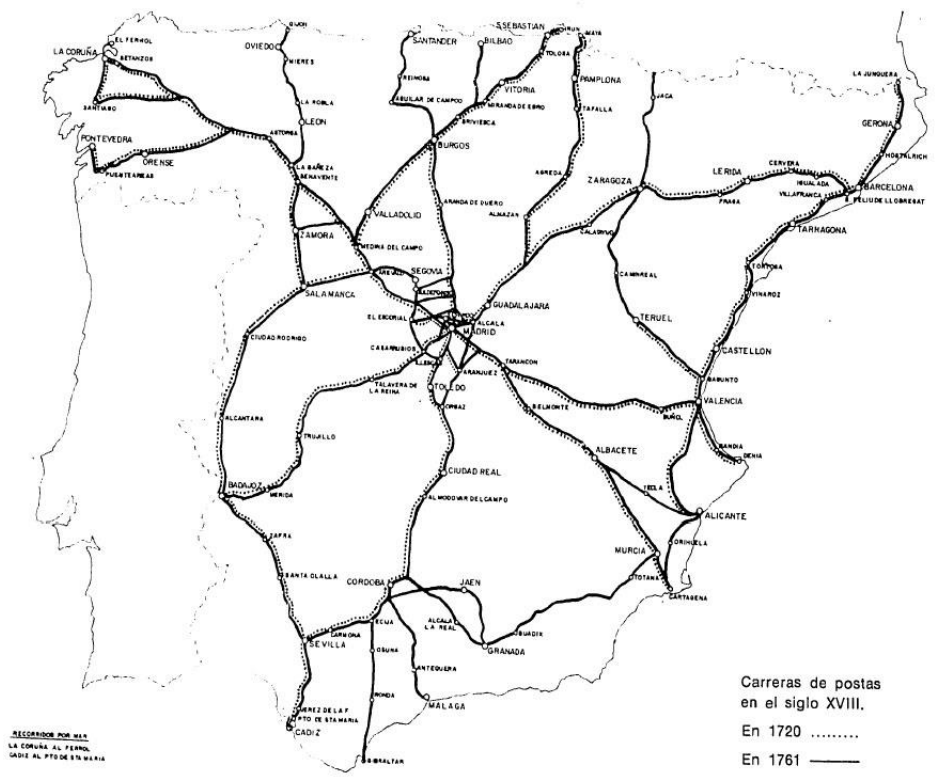 GIJON
EL FERROL
LA CORUÑA
BETANZOS
SANTIAGO
PONTEVEDRA
PUENTEAREAS
ORENSE
OVIEDO
MIERES
LA ROBLA
LEON
ASTORGA
LA BAÑEZA
BENAVENTE
ZAMORA
SANTANDER
REINOSA
AGUILAR DE CAMPOO
BILBAO
S.SEBASTIAN
IRUN
MAYA
TOLOSA
VITORIA
MIRANDA DE EBRO
BRIVIESCA
BURGOS
PAMPLONA
TAFALLA
AGREDA
ALMAZAN
JACA
ZARAGOZA
LA JUNQUERA
GERONA
HOSTALRICH
LERIDA
CERVERA
IGUALADA
VILLAFRANCA
BARCELONA
FELIU DE LLOBREGAT
FRAGA
TARRAGONA
TORTOSA
VINAROZ
CASTELLON
SAGUNTO
VALENCIA
BUÑOL
GANDIA
DENIA
ARANDA DE DUERO
VALLADOLID
MEDINA DEL CAMPO
AREVALO
SEGOVIA
ILDEFONSO
SALAMANCA
EL ESCORIAL
MADRID
ALCALA
GUADALAJARA
CALATAYUD
CAMINREAL
TERUEL
CIUDAD RODRIGO
CASARRUBIOS
ILLESCAS
ARANJUEZ
TARANCON
TALAVERA DE
LA REINA
TOLEDO
ORGAZ
BELMONTE
ALCANTARA
TRUJILLO
BADAJOZ
MERIDA
CIUDAD REAL
ALMODOVAR DEL CAMPO
ALBACETE
YECLA
ALICANTE
ORIHUELA
MURCIA
TOTANA
CARTAGENA
ZAFRA
SANTA OLALLA
CORDOBA
JAEN
ALCALA
LA REAL
GUADIX
GRANADA
SEVILLA
CARMONA
ECIJA
OSUNA
ANTEQUERA
RONDA
MALAGA
JEREZ DE LA F.
PTO DE STA MARIA
CADIZ
GIBRALTAR
RECORRIDOS POR MAR
LA CORUÑA AL FERROL
CADIZ AL PTO DE STA MARIA
Carreras de postas
en el siglo XVIII.
En 1720 .........
En 1761 ———